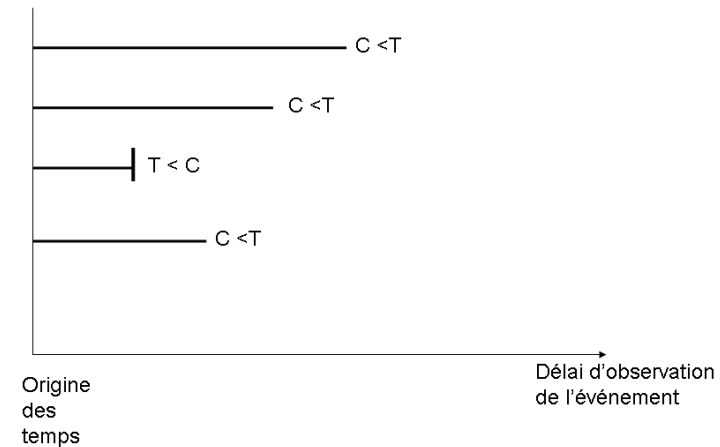 C <T
C <T
T < C
C <T
Délai d'observation
de l'événement
Origine
des
temps